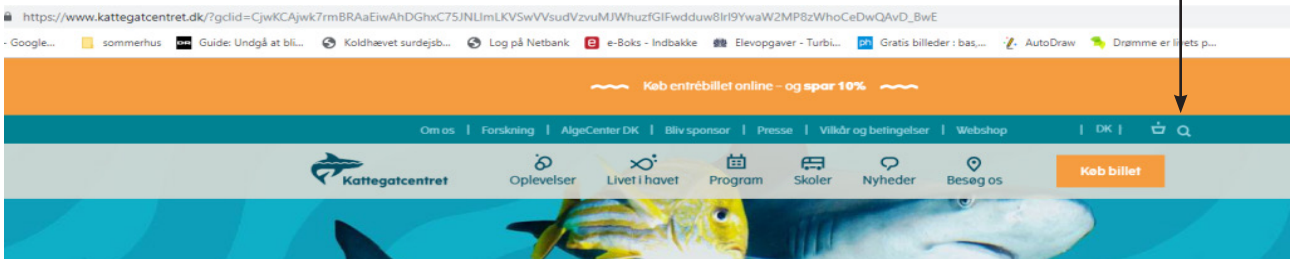 https://www.kattegatcentret.dk/?gclid=CjwKCAjwk7rmBRAaEiwAhDGhxC75JNLlmLKVSwVVsudVzvuMJWhuzfGIFwdduw8lrI9YwaW2MP8zWhoCeDwQAvD_BwE
- Google... sommerhus DR Guide: Undgå at bli... Koldhævet surdejsb... Log på Netbank e e-Boks - Indbakke Elevopgaver - Turbi... ph Gratis billeder : bas,... AutoDraw Drømme er livets p...
Køb entrébillet online – og spar 10%
Om os | Forskning | AlgeCenter DK | Bliv sponsor | Presse | Vilkår og betingelser | Webshop | DK |
Kattegatcentret Oplevelser Livet i havet Program Skoler Nyheder Besøg os Køb billet